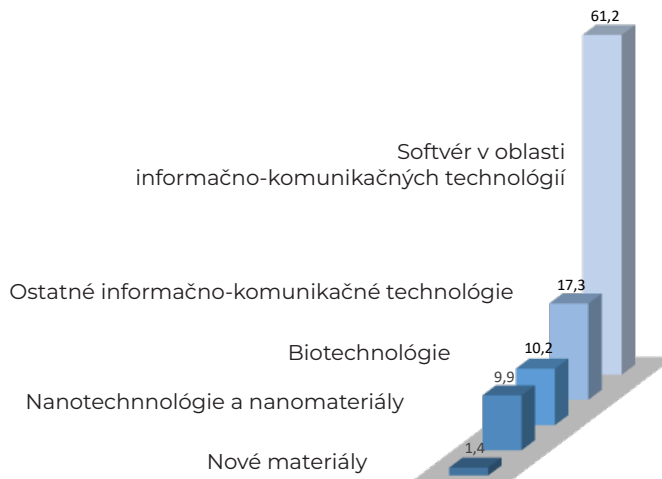 61,2
Softvér v oblasti
informačno-komunikačných technológií
Ostatné informačno-komunikačné technológie
17,3
Biotechnológie
10,2
Nanotechnnológie a nanomateriály
9,9
Nové materiály
1,4